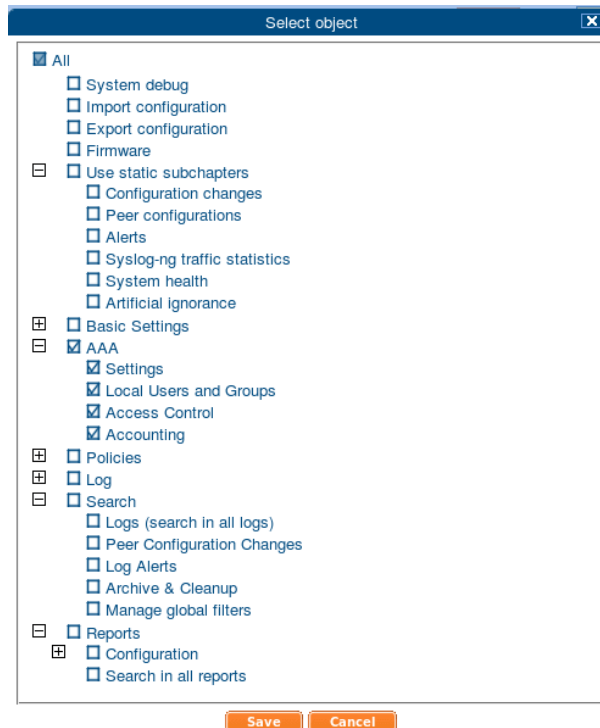 Select object
All
System debug
Import configuration
Export configuration
Firmware
Use static subchapters
Configuration changes
Peer configurations
Alerts
Syslog-ng traffic statistics
System health
Artificial ignorance
Basic Settings
AAA
Settings
Local Users and Groups
Access Control
Accounting
Policies
Log
Search
Logs (search in all logs)
Peer Configuration Changes
Log Alerts
Archive & Cleanup
Manage global filters
Reports
Configuration
Search in all reports
Save Cancel